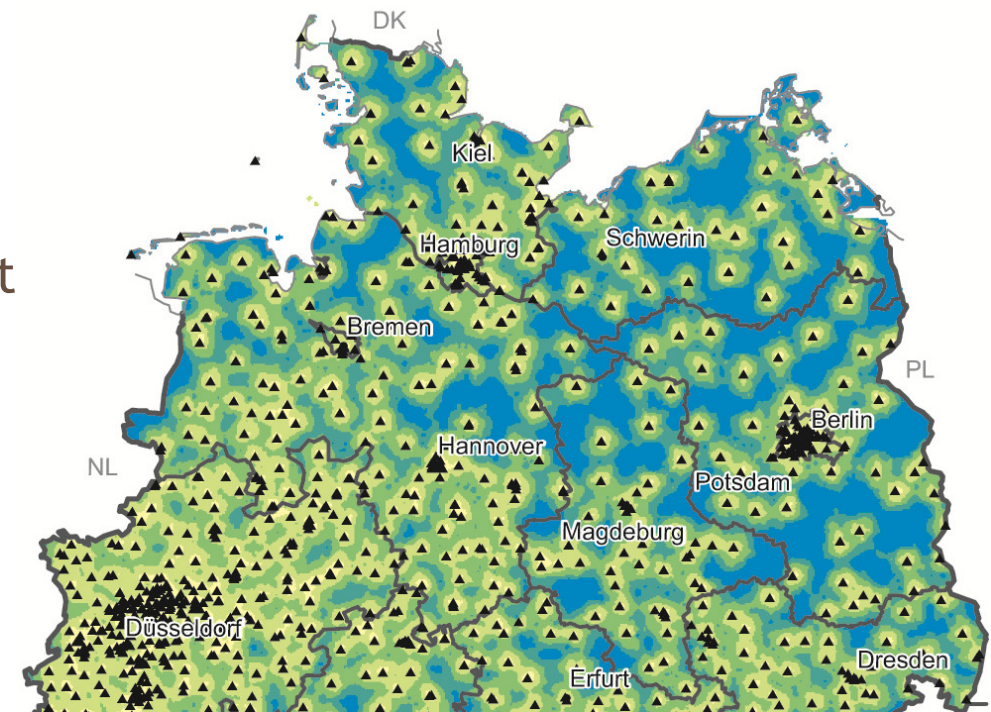 DK
Kiel
Hamburg
Schwerin
t
Bremen
PL
Berlin
Hannover
NL
Potsdam
Magdeburg
Düsseldorf
Dresden
Erfurt